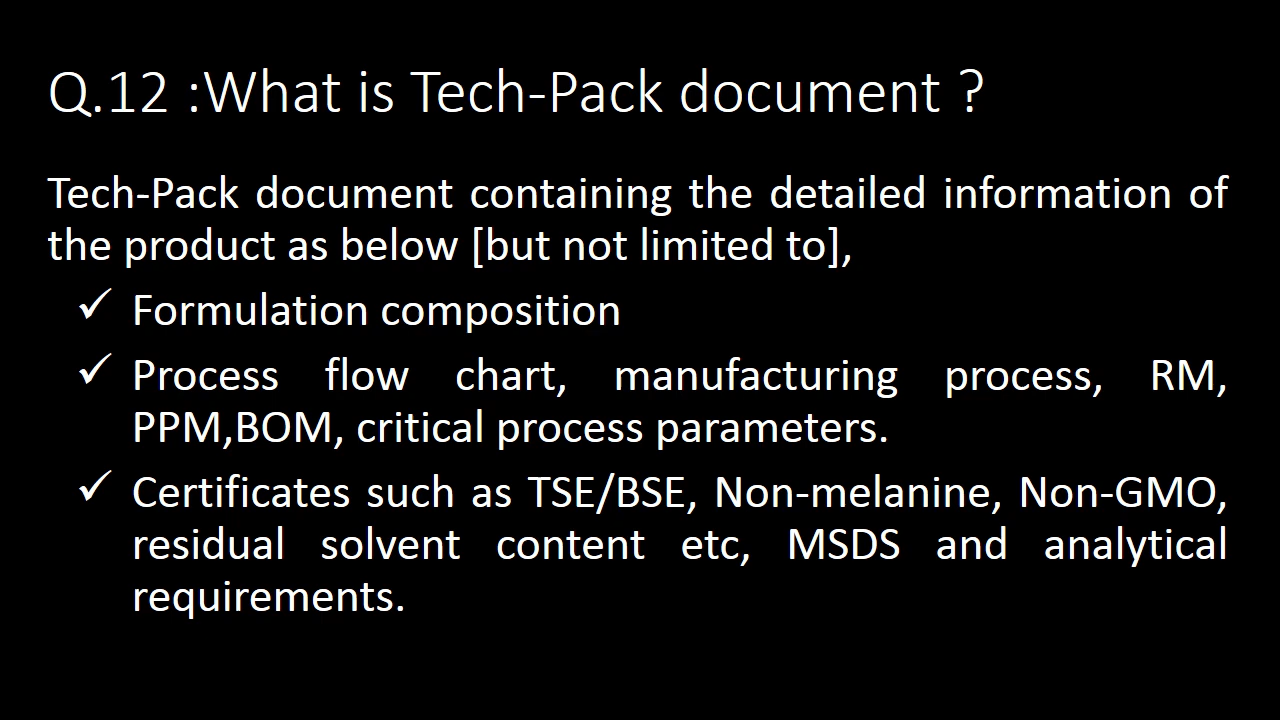 Q.12 :What is Tech-Pack document ?
Tech-Pack document containing the detailed information of
the product as below [but not limited to],
✓ Formulation composition
✓ Process flow chart, manufacturing process, RM,
PPM,BOM, critical process parameters.
✓ Certificates such as TSE/BSE, Non-melanine, Non-GMO,
residual solvent content etc, MSDS and analytical
requirements.